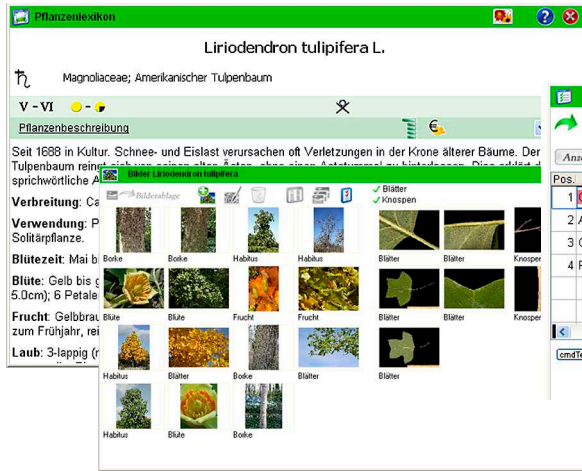 Pflanzenlexikon
Liriodendron tulipifera L.
Magnoliaceae; Amerikanischer Tulpenbaum
V - VI
Pflanzenbeschreibung
Seit 1688 in Kultur. Schnee- und Eislast verursachen oft Verletzungen in der Krone älterer Bäume. Der
Tulpenbaum reinigt sich von seinen alten Ästen, ohne einen Aststummel zu hinterlassen. Dies erklärt d
sprichwörtliche A
Verbreitung: Ca
Verwendung: P
Solitärpflanze.
Blütezeit: Mai b
Blüte: Gelb bis g
5.0cm); 6 Petale
Frucht: Gelbbrau
zum Frühjahr, rei
Laub: 3-lappig (r
Bilder Liriodendron tulipifera
Bilderablage
Blätter
Knospen
Borke Borke Habitus Habitus Blätter Blätter Knospen
Blüte Blüte Frucht Frucht Blätter Blätter Knospen
Habitus Blätter Borke Blätter Blätter
Habitus Blüte Borke
Ans
Pos.
1
2 A
3
4
cmdTe